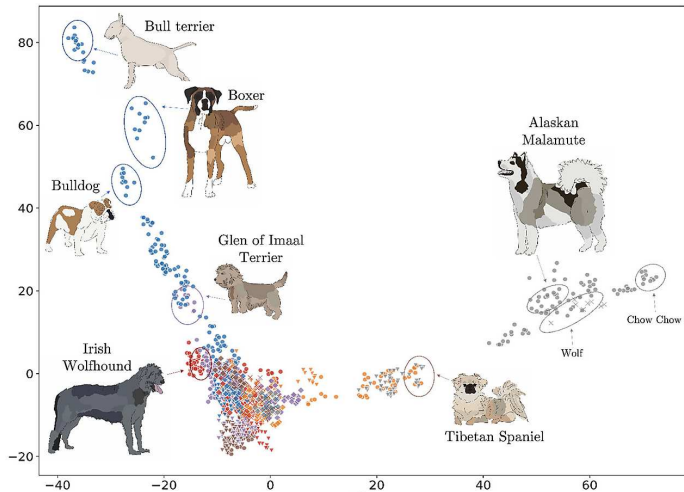 80
60
40
20
0
−20
−40
−20
0
20
40
60
Bull terrier
Boxer
Bulldog
Alaskan
Malamute
Glen of Imaal
Terrier
Chow Chow
Wolf
Irish
Wolfhound
Tibetan Spaniel